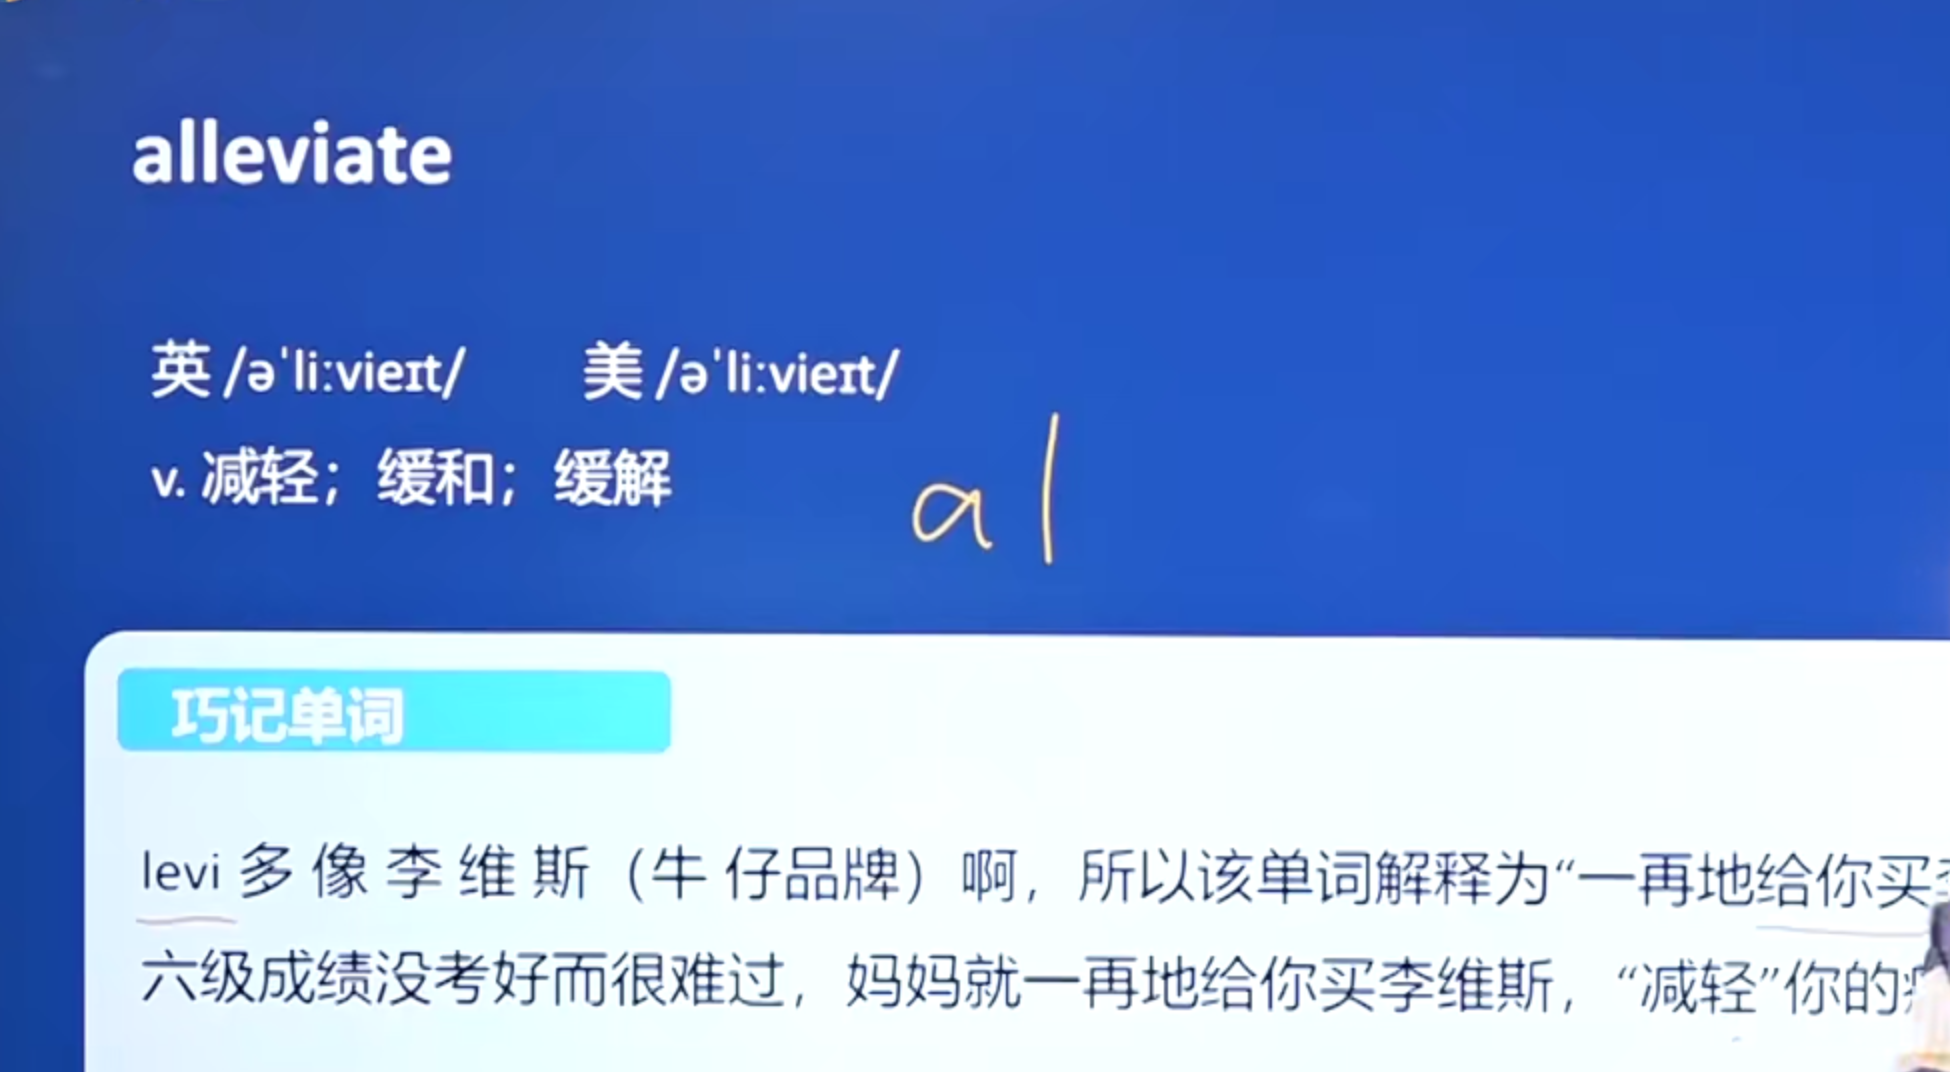 alleviate
英 /əˈliːvieɪt/ 美 /əˈliːvieɪt/
v. 减轻；缓和；缓解
al
巧记单词
levi 多像李维斯（牛仔品牌）啊，所以该单词解释为“一再地给你买
六级成绩没考好而很难过，妈妈就一再地给你买李维斯，“减轻”你的